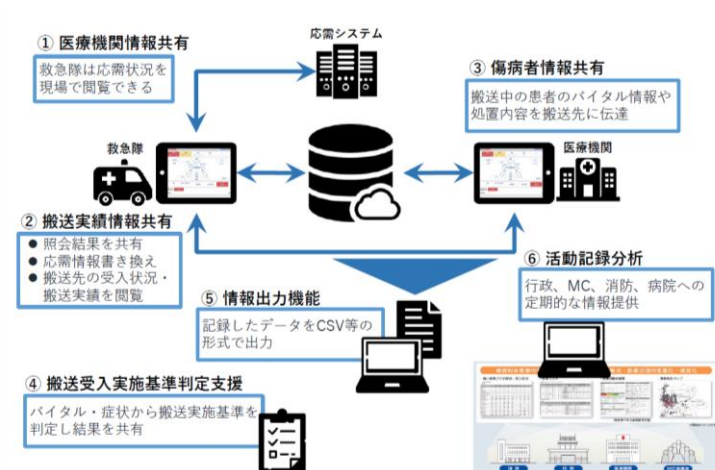 ① 医療機関情報共有
救急隊は応需状況を
現場で閲覧できる
応需システム
③ 傷病者情報共有
搬送中の患者のバイタル情報や
処置内容を搬送先に伝達
救急隊
医療機関
② 搬送実績情報共有
● 照会結果を共有
● 応需情報書き換え
● 搬送先の受入状況・
搬送実績を閲覧
⑥ 活動記録分析
行政、MC、消防、病院への
定期的な情報提供
⑤ 情報出力機能
記録したデータをCSV等の
形式で出力
④ 搬送受入実施基準判定支援
バイタル・症状から搬送実施基準を
判定し結果を共有